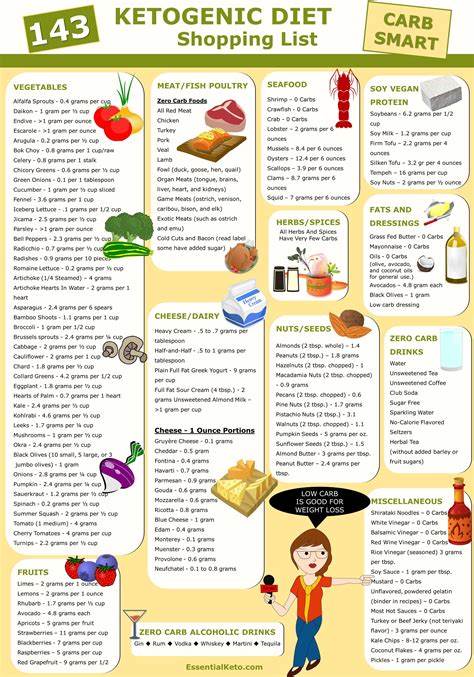 143
KETOGENIC DIET
Shopping List
CARB
SMART
VEGETABLES
Alfalfa Sprouts - 0.4 grams per cup
Daikon – 1 gram per ½ cup
Endive - >1 gram per ounce
Escarole - >1 gram per ounce
Arugula - 0.2 grams per ½ cup
Bok Choy - 0.8 grams per 1 cup/raw
Celery - 0.8 grams per 1 stalk
Chicory Greens - 0.6 grams per ½ cup
Green Onions - 0.1 grams per 1 tablespoon
Cucumber – 1 gram per ½ cup sliced
Fennel - 3.6 grams per 1 cup
Iceberg Lettuce - .1 grams per ½ cup
Jicama - 2.5 grams per ½ cup
Parsley - >1 gram per ounce
Bell Peppers - 2.3 grams per ½ cup
Radicchio - 0.7 grams per ½ cup
Radishes - 0.9 grams per 10 pieces
Romaine Lettuce - 0.2 grams per ½ cup
Artichoke (1/4 Steamed) - 4 grams
Artichoke Hearts In Water - 2 grams per 1
heart
Asparagus - 2.4 grams per 6 spears
Bamboo Shoots - 1.1 grams per 1 cup
Broccoli - 1 gram per ½ cup
Brussels sprouts - 2.4 grams per ¼ cup
Cabbage - 2 grams per ½ cup
Cauliflower - 2 grams per 1 cup
Chard - 1.8 grams per ½ cup
Collard Greens - 4.2 grams per ½ cup
Eggplant - 1.8 grams per ½ cup
Hearts of Palm - 0.7 grams per 1 heart
Kale - 2.4 grams per ½ cup
Kohlrabi - 4.6 grams per ½ cup
Leeks - 1.7 grams per ¼ cup
Mushrooms – 1 grams per ½ cup
Okra - 2.4 grams per ½ cup
Black Olives (10 small, 5 large, or 3
jumbo olives) - 1 gram
Onions - 2.8 grams per ¼ cup
Pumpkin - 2.4 grams per ¼ cup
Sauerkraut - 1.2 grams per ½ cup
Spinach - 0.2 grams per ½ cup
Summer Squash - 2 grams per ½ cup
Tomato (1 medium) - 4 grams
Cherry Tomatoes - 4 grams per 1 cup
Turnips - 2.2 grams per ½ cup
FRUITS
Limes – 2 grams per 1 ounce
Lemons – 2 grams per 1 ounce
Rhubarb - 1.7 grams per ½ cup
Avocado - 4.8 grams each
Apricots – 5 grams per fruit
Strawberries – 11 grams per cup
Blackberries - 5.4 grams per ½ cup
Raspberries - 3 grams per ½ cup
Red Grapefruit - 9 grams per 1/2
MEAT/FISH POULTRY
Zero Carb Foods
All Red Meat
Chicken
Turkey
Pork
Veal
Lamb
Fowl (duck, goose, hen, quail)
Organ Meats (tongue, brains,
liver, heart, and kidneys)
Game Meats (ostrich, venison,
caribou, bison, and elk)
Exotic Meats (such as ostrich
and emu)
Cold Cuts and Bacon (read label
some have added sugar)
CHEESE/DAIRY
Heavy Cream - .5 to .7 grams per
tablespoon
Half-and-Half - .5 to 1 gram per
tablespoon
Plain Full Fat Greek Yogurt - 9 grams
per cup
Full Fat Sour Cream (4 tbsp.) - 2
grams Unsweetened Almond Milk –
>1 gram per cup
Cheese - 1 Ounce Portions
Gruyère Cheese - 0.1 grams
Cheddar - 0.5 grams
Fontina - 0.4 grams
Havarti - 0.7 grams
Parmesan - 0.9 grams
Gouda - 0.6 grams
Mozzarella - 0.6 grams
Ricotta - 0.8 grams
Blue Cheese - 1 gram
Edam - 0.4 grams
Monterey - 0.1 grams
Muenster - 0.3 grams
Provolone - 0.6 grams
Neufchatel - 0.1 to 0.8 grams
SEAFOOD
Shrimp – 0 Carbs
Crawfish – 0 Carbs
Crab – 0 Carbs
Lobster – 2 grams per 6
ounces
Mussels – 8.4 per 6 ounces
Oysters – 12.4 per 6 ounces
Scallops - 3.9 grams per 6
ounces
Clams – 8.7 grams per 6
ounces
Squid – 7 grams per 6 ounces
HERBS/SPICES
All Herbs And Spices
Have Very Few Carbs
NUTS/SEEDS
Almonds (2 tbsp. whole) – 1.4
Peanuts (2 tbsp.) – 1.8 grams
Hazelnuts (2 tbsp. chopped)
- 0.9 grams
Macadamia Nuts (2 tbsp. chopped)
- 0.9 grams
Pecans (2 tbsp. chopped) - 0.6
Pine Nuts (2 tbsp.) - 1.7 grams
Pistachio Nuts (2 tbsp.) - 3.1 grams
Walnuts (2 tbsp. chopped) - 1.1
Pumpkin Seeds - 5 grams per oz.
Sunflower Seeds (2 tbsp.) - 1.5
Almond Butter - 3 grams per tbsp.
Peanut Butter – 2.4 grams per tbsp.
SOY VEGAN
PROTEIN
Soybeans - 6.2 grams per 1/2
cup
Soy Milk – 1.2 grams per cup
Firm Tofu – 2.2 grams per 4
ounces
Silken Tofu – 3.2 gr per 4 ounces
Tempeh – 16 grams per cup
Soy Nuts – 2 grams per ½ cup
FATS AND
DRESSINGS
Grass Fed Butter – 0 Carbs
Mayonnaise – 0 Carbs
Oils – 0 Carbs
(olive, avocado,
and coconut oils
for general use.)
Avocado – 4.8 gram each
Black Olives – 1 gram
Low carb dressing
ZERO CARB
DRINKS
Water
Unsweetened Tea
Unsweetened Coffee
Club Soda
Sugar Free
Sparkling Water
No-Calorie Flavored
Seltzers
Herbal Tea
(without added barley or
fruit sugars)
LOW CARB
IS GOOD FOR
WEIGHT LOSS
MISCELLANEOUS
Shirataki Noodles – 0 Carbs
White Vinegar – 0 Carbs
Balsamic Vinegar – 0 Carbs
Red Wine Vinegar – 0 Carbs
Rice Vinegar (seasoned) 3 grams
per tbsp
Soy Sauce - 1 gram per tbsp.
Mustard – 0 Carbs
Unflavored, powdered gelatin
(binder in recipes) – 0 Carbs
Most Hot Sauces – 0 Carbs
Turkey or Beef Jerky (not teriyaki
flavor) – 3 Carbs per serving
Kale Chips - 8-12 grams per oz.
Coconut Flakes - 4 grams per oz.
Pickles – 1 gram per pickle
ZERO CARB ALCOHOLIC DRINKS
Gin ♦ Rum ♦ Vodka ♦ Whiskey ♦ Martini ♦ Tequila
EssentialKeto.com